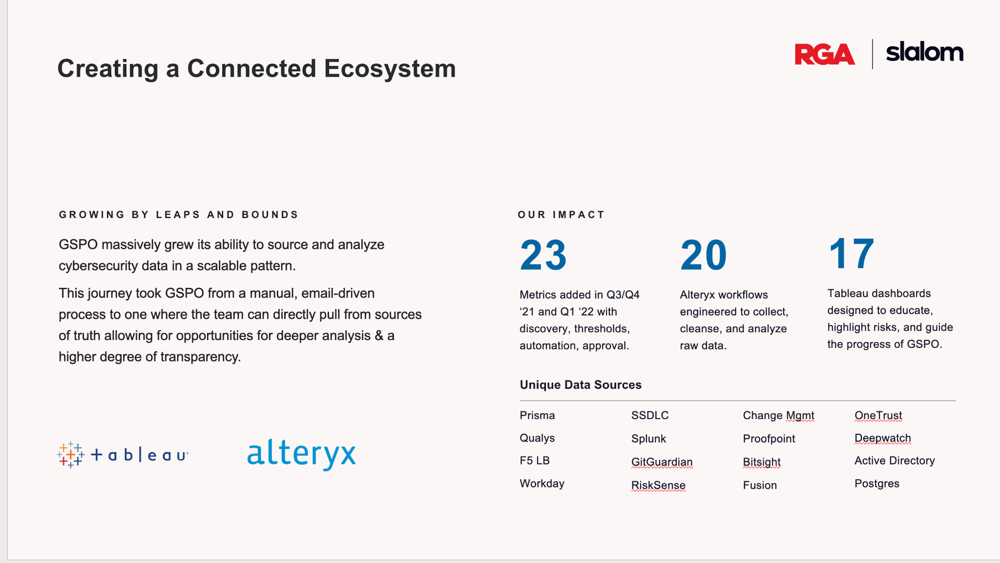 Creating a Connected Ecosystem
RGA
slalom
GROWING BY LEAPS AND BOUNDS
GSPO massively grew its ability to source and analyze
cybersecurity data in a scalable pattern.
This journey took GSPO from a manual, email-driven
process to one where the team can directly pull from sources
of truth allowing for opportunities for deeper analysis & a
higher degree of transparency.
tableau
alteryx
OUR IMPACT
23
Metrics added in Q3/Q4
‘21 and Q1 ‘22 with
discovery, thresholds,
automation, approval.
20
Alteryx workflows
engineered to collect,
cleanse, and analyze
raw data.
17
Tableau dashboards
designed to educate,
highlight risks, and guide
the progress of GSPO.
Unique Data Sources
Prisma
Qualys
F5 LB
Workday
SSDLC
Splunk
GitGuardian
RiskSense
Change Mgmt
Proofpoint
Bitsight
Fusion
OneTrust
Deepwatch
Active Directory
Postgres